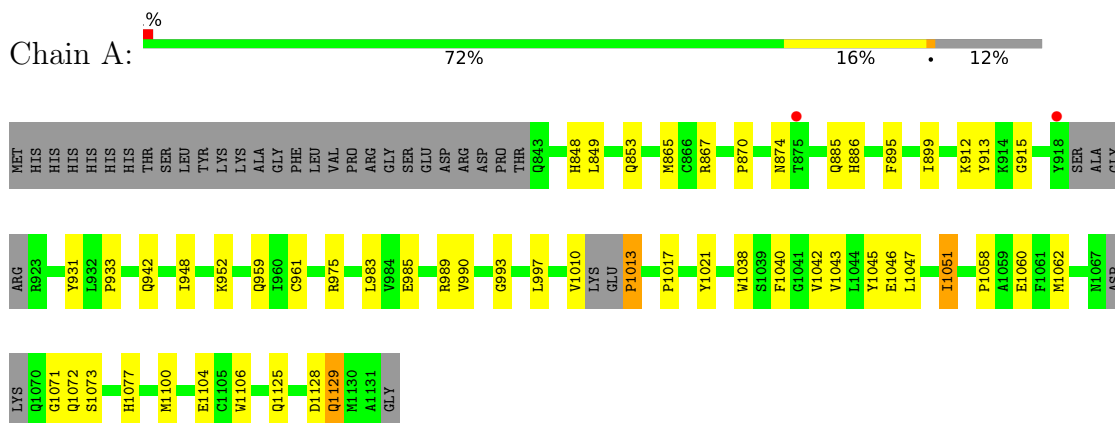 .%
Chain A:
72% 16% • 12%
MET HIS HIS HIS HIS HIS HIS THR SER LEU TYR LYS LYS ALA GLY PHE LEU VAL PRO ARG GLY SER GLU ASP ARG ASP PRO THR Q843 H848 L849 Q853 M865 C866 R867 P870 N874 T875 Q885 H886 F895 I899 K912 Y913 K914 G915 Y918 SER ALA GLY
ARG R923 Y931 L932 P933 Q942 I948 K952 Q959 I960 C961 R975 L983 V984 E985 R989 V990 G993 L997 V1010 LYS GLU P1013 P1017 Y1021 W1038 S1039 F1040 G1041 V1042 V1043 L1044 Y1045 E1046 L1047 I1051 P1058 A1059 E1060 F1061 M1062 N1067 ASP
LYS Q1070 G1071 Q1072 S1073 H1077 M1100 E1104 C1105 W1106 Q1125 D1128 Q1129 M1130 A1131 GLY